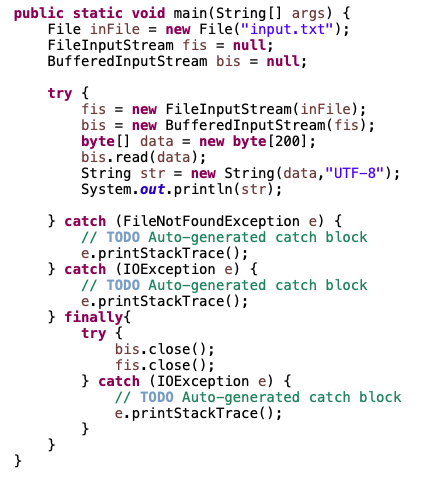 public static void main(String[] args) {
    File inFile = new File("input.txt");
    FileInputStream fis = null;
    BufferedInputStream bis = null;

    try {
        fis = new FileInputStream(inFile);
        bis = new BufferedInputStream(fis);
        byte[] data = new byte[200];
        bis.read(data);
        String str = new String(data,"UTF-8");
        System.out.println(str);

    } catch (FileNotFoundException e) {
        // TODO Auto-generated catch block
        e.printStackTrace();
    } catch (IOException e) {
        // TODO Auto-generated catch block
        e.printStackTrace();
    } finally{
        try {
            bis.close();
            fis.close();
        } catch (IOException e) {
            // TODO Auto-generated catch block
            e.printStackTrace();
        }
    }
}